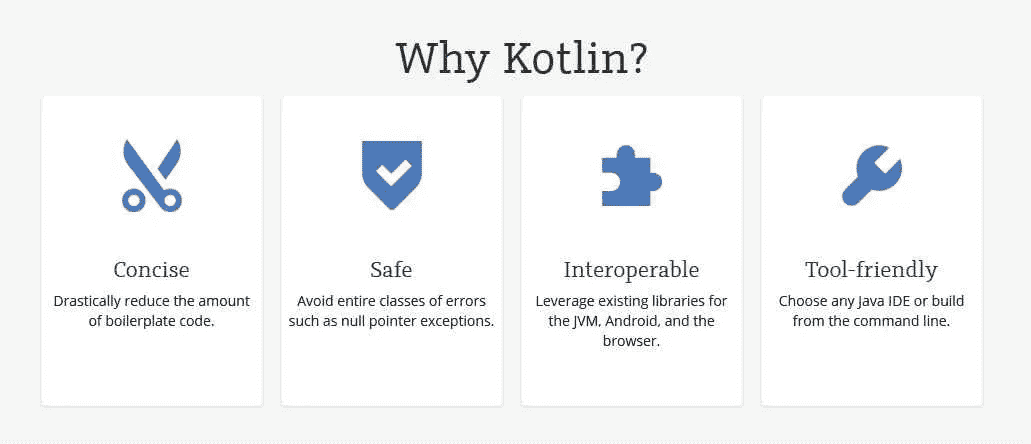 Why Kotlin?
Concise
Drastically reduce the amount
of boilerplate code.
Safe
Avoid entire classes of errors
such as null pointer exceptions.
Interoperable
Leverage existing libraries for
the JVM, Android, and the
browser.
Tool-friendly
Choose any Java IDE or build
from the command line.